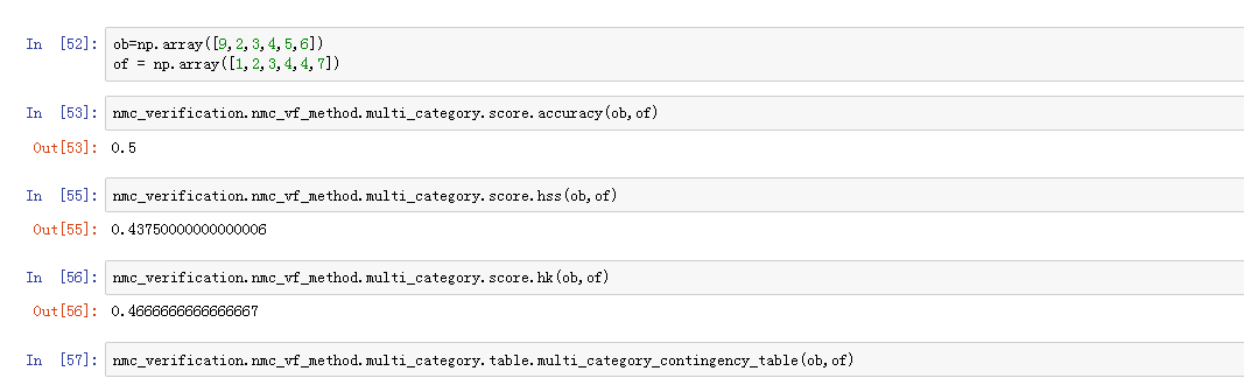 In [52]: ob=np.array([9,2,3,4,5,6])
of = np.array([1,2,3,4,4,7])
In [53]: nmc_verification.nmc_vf_method.multi_category.score.accuracy(ob,of)
Out[53]: 0.5
In [55]: nmc_verification.nmc_vf_method.multi_category.score.hss(ob,of)
Out[55]: 0.43750000000000006
In [56]: nmc_verification.nmc_vf_method.multi_category.score.hk(ob,of)
Out[56]: 0.4666666666666667
In [57]: nmc_verification.nmc_vf_method.multi_category.table.multi_category_contingency_table(ob,of)